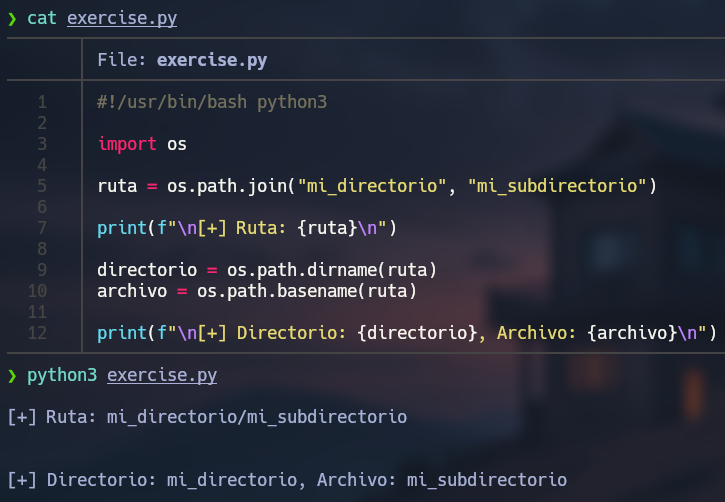 ❯ cat exercise.py
File: exercise.py
1 #!/usr/bin/bash python3
2
3 import os
4
5 ruta = os.path.join("mi_directorio", "mi_subdirectorio")
6
7 print(f"\n[+] Ruta: {ruta}\n")
8
9 directorio = os.path.dirname(ruta)
10 archivo = os.path.basename(ruta)
11
12 print(f"\n[+] Directorio: {directorio}, Archivo: {archivo}\n")
❯ python3 exercise.py
[+] Ruta: mi_directorio/mi_subdirectorio
[+] Directorio: mi_directorio, Archivo: mi_subdirectorio